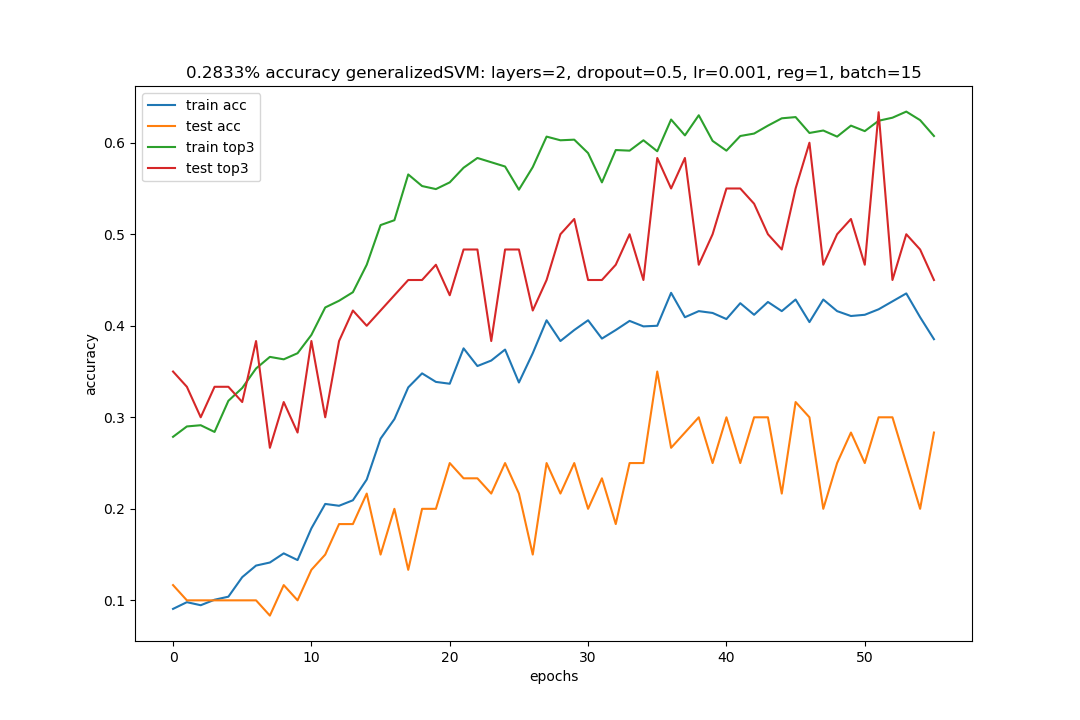 0.2833% accuracy generalizedSVM: layers=2, dropout=0.5, lr=0.001, reg=1, batch=15
train acc
test acc
train top3
test top3
0.6
0.5
0.4
0.3
0.2
0.1
accuracy
0 10 20 30 40 50
epochs